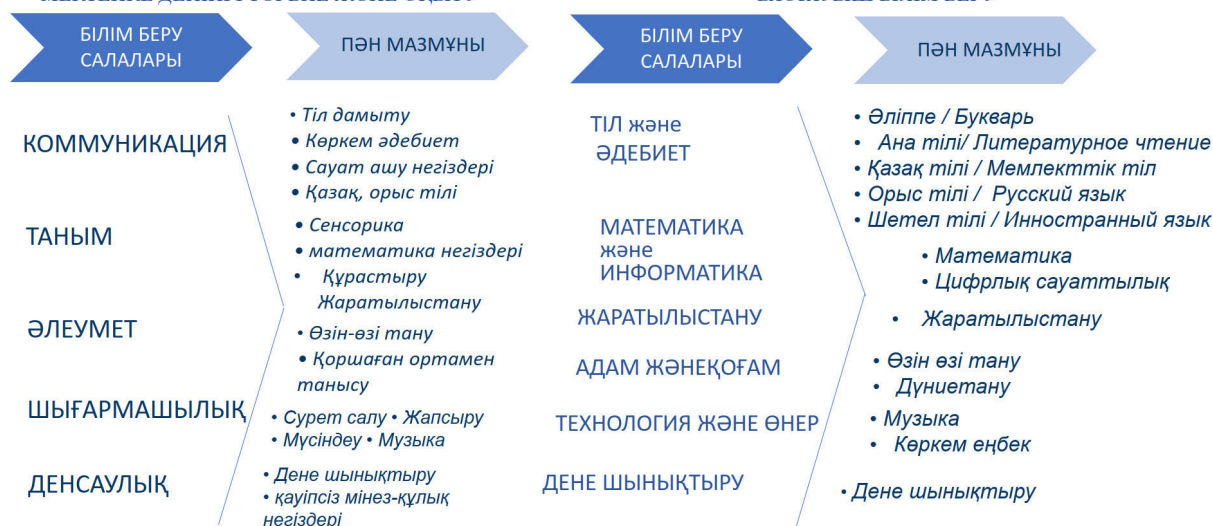 БІЛІМ БЕРУ
САЛАЛАРЫ
ПӘН МАЗМҰНЫ
КОММУНИКАЦИЯ
• Тіл дамыту
• Көркем әдебиет
• Сауат ашу негіздері
• Қазақ, орыс тілі
ТАНЫМ
• Сенсорика
• математика негіздері
• Құрастыру
Жаратылыстану
ӘЛЕУМЕТ
• Өзін-өзі тану
• Қоршаған ортамен
танысу
ШЫҒАРМАШЫЛЫҚ
• Сурет салу • Жапсыру
• Мүсіндеу • Музыка
ДЕНСАУЛЫҚ
• Дене шынықтыру
• қауіпсіз мінез-құлық
негіздері
БІЛІМ БЕРУ
САЛАЛАРЫ
ПӘН МАЗМҰНЫ
ТІЛ және
ӘДЕБИЕТ
• Әліппе / Букварь
• Ана тілі/ Литературное чтение
• Қазақ тілі / Мемлекттік тіл
• Орыс тілі / Русский язык
• Шетел тілі / Инностранный язык
МАТЕМАТИКА
және
ИНФОРМАТИКА
• Математика
• Цифрлық сауаттылық
ЖАРАТЫЛЫСТАНУ
• Жаратылыстану
АДАМ ЖӘНЕҚОҒАМ
• Өзін өзі тану
• Дүниетану
ТЕХНОЛОГИЯ ЖӘНЕ ӨНЕР
• Музыка
• Көркем еңбек
ДЕНЕ ШЫНЫҚТЫРУ
• Дене шынықтыру